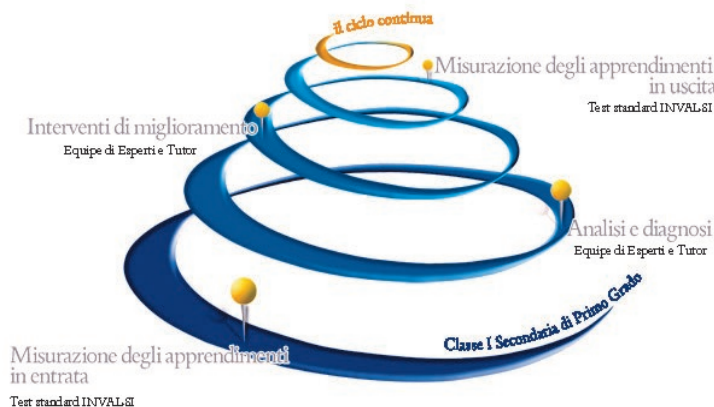 il ciclo continua
Misurazione degli apprendimenti
in uscita
Test standard INVALSI
Interventi di miglioramento
Equipe di Esperti e Tutor
Analisi e diagnosi
Equipe di Esperti e Tutor
Classe I Secondaria di Primo Grado
Misurazione degli apprendimenti
in entrata
Test standard INVALSI